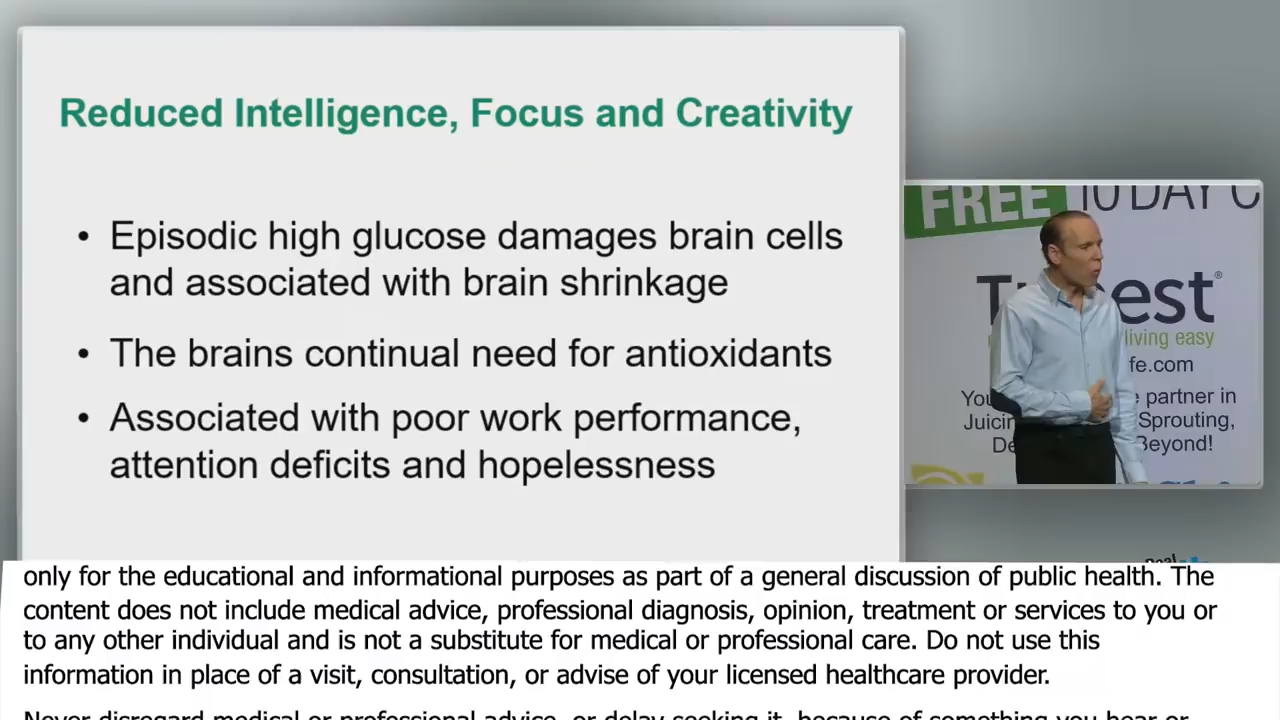 Reduced Intelligence, Focus and Creativity
• Episodic high glucose damages brain cells
and associated with brain shrinkage
• The brains continual need for antioxidants
• Associated with poor work performance,
attention deficits and hopelessness
FREE 10 DAY C
est®
living easy
fe.com
partner in
Sprouting,
Beyond!
Real
only for the educational and informational purposes as part of a general discussion of public health. The
content does not include medical advice, professional diagnosis, opinion, treatment or services to you or
to any other individual and is not a substitute for medical or professional care. Do not use this
information in place of a visit, consultation, or advise of your licensed healthcare provider.
Never disregard medical or professional advice, or delay seeking it, because of something you hear or